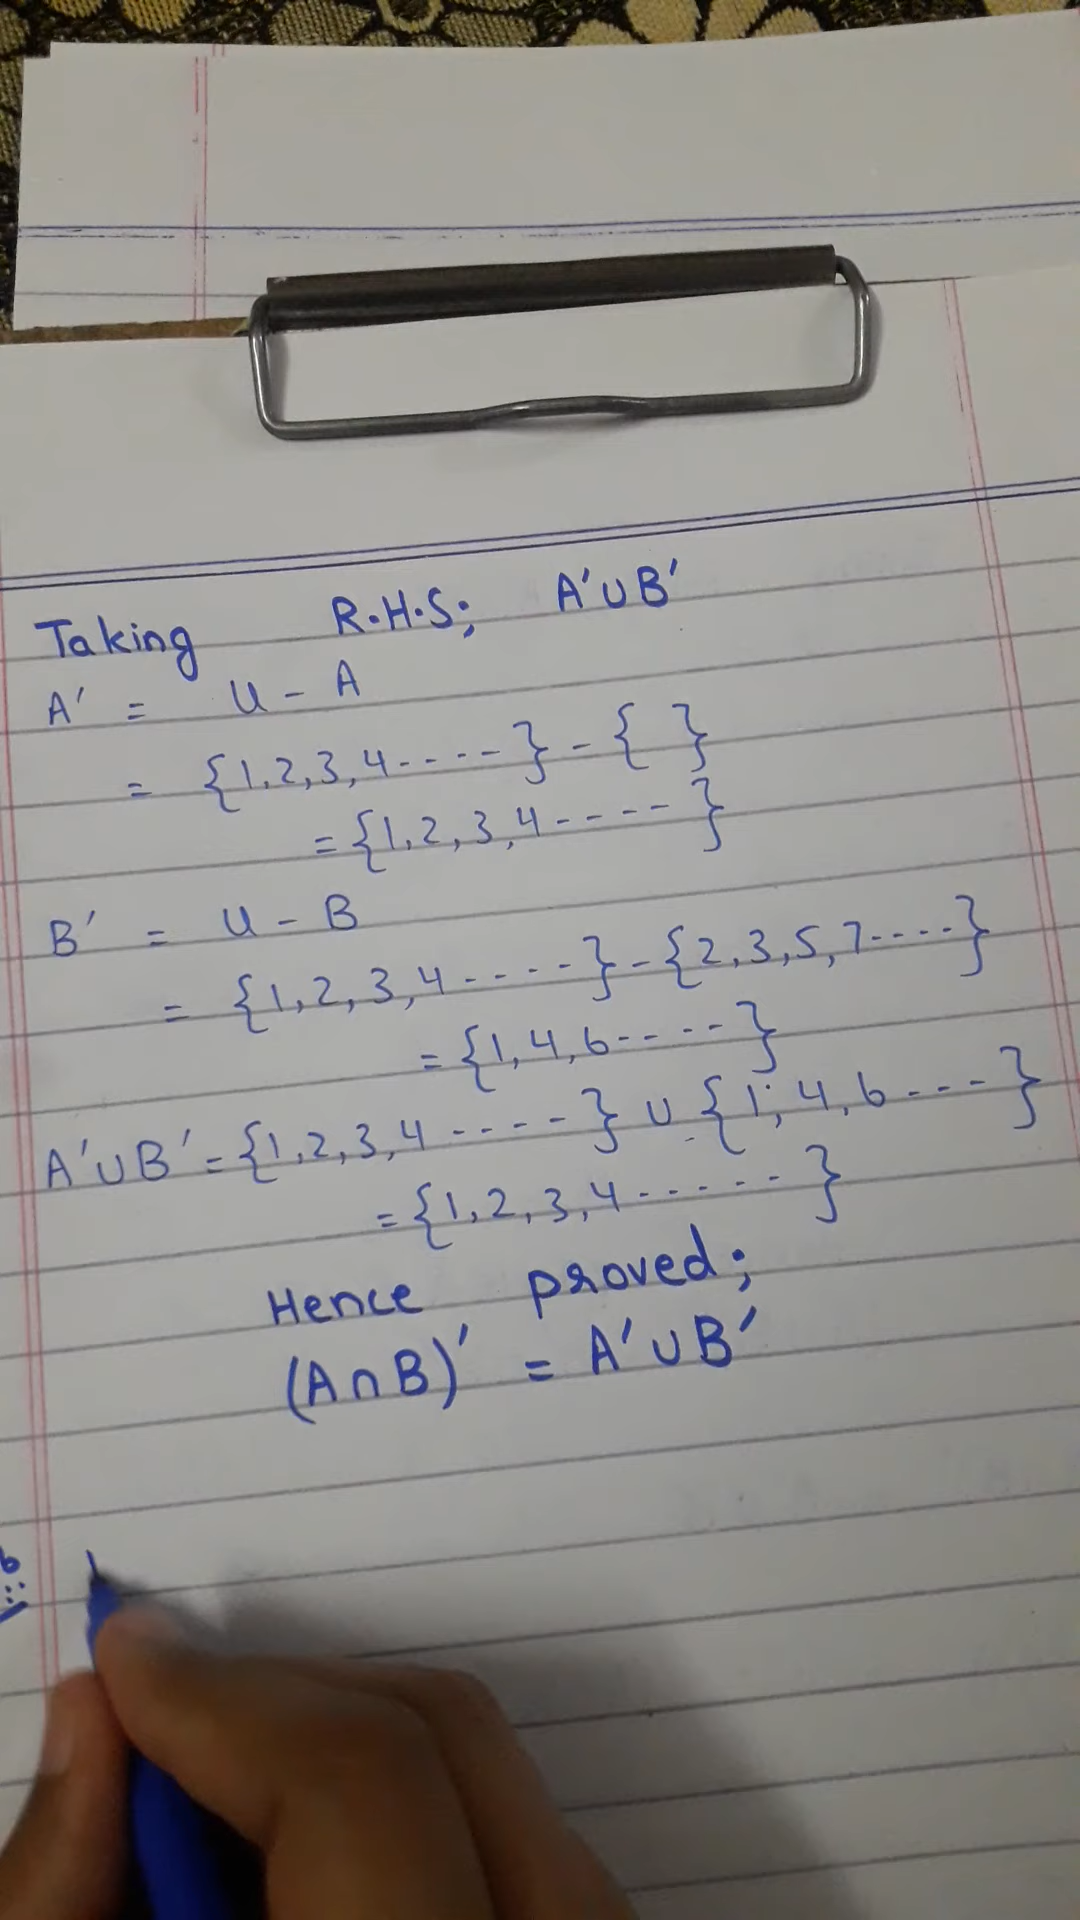 Taking R.H.S; A'∪B'
A' = U - A
= {1,2,3,4-----} - { }
= {1,2,3,4-----}
B' = U - B
= {1,2,3,4-----} - {2,3,5,7-----}
= {1,4,6-----}
A'∪B' = {1,2,3,4-----} ∪ {1,4,6----}
= {1,2,3,4------}
Hence proved;
(A∩B)' = A'∪B'